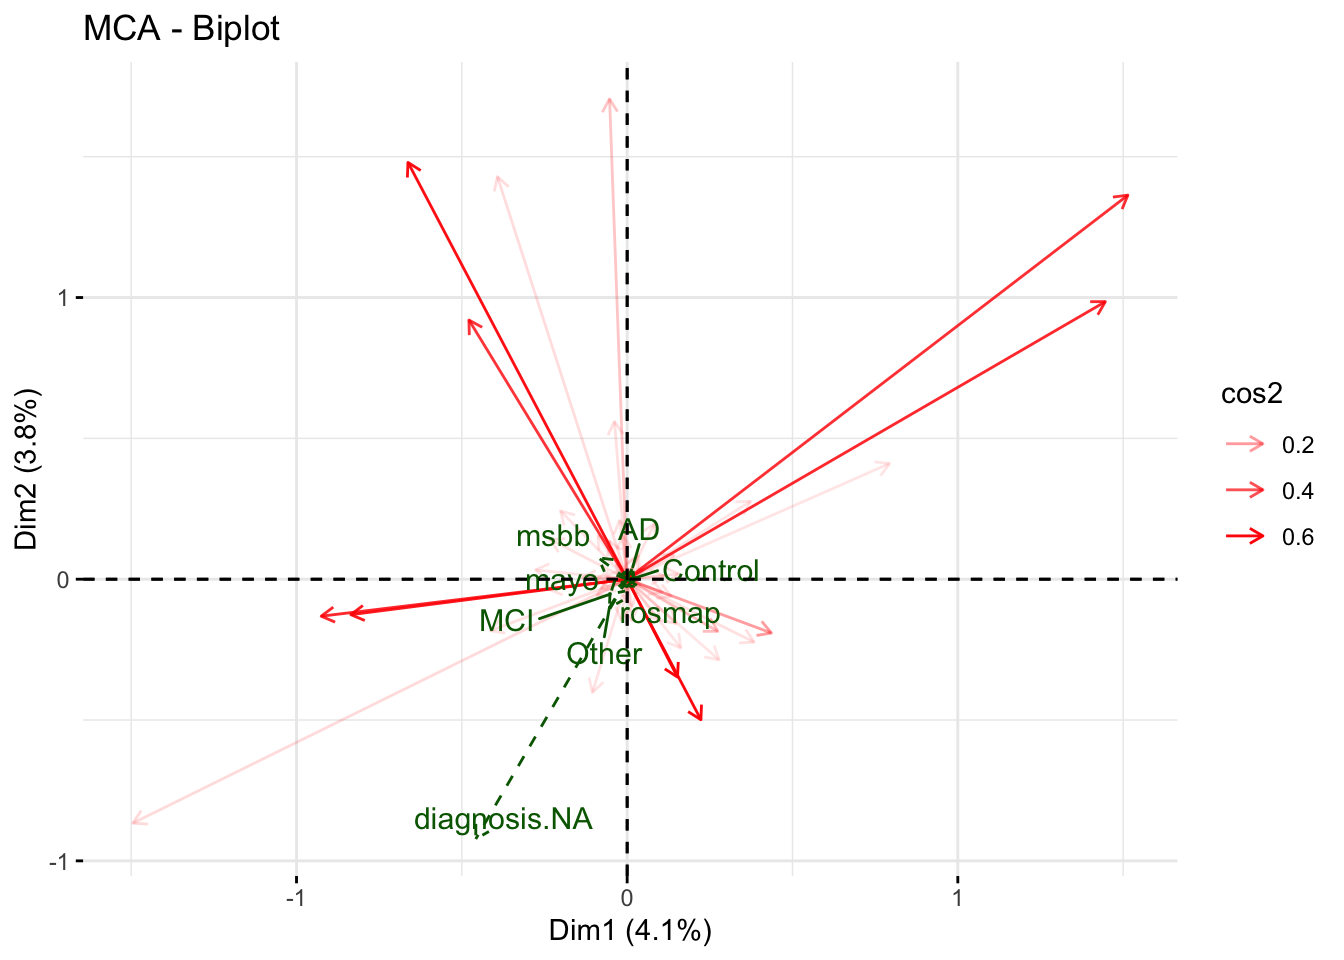 MCA - Biplot
Dim2 (3.8%)
1
0
-1
msbb
AD
mayo
Control
MCI
rosmap
Other
diagnosis.NA
-1
0
1
Dim1 (4.1%)
cos2
0.2
0.4
0.6